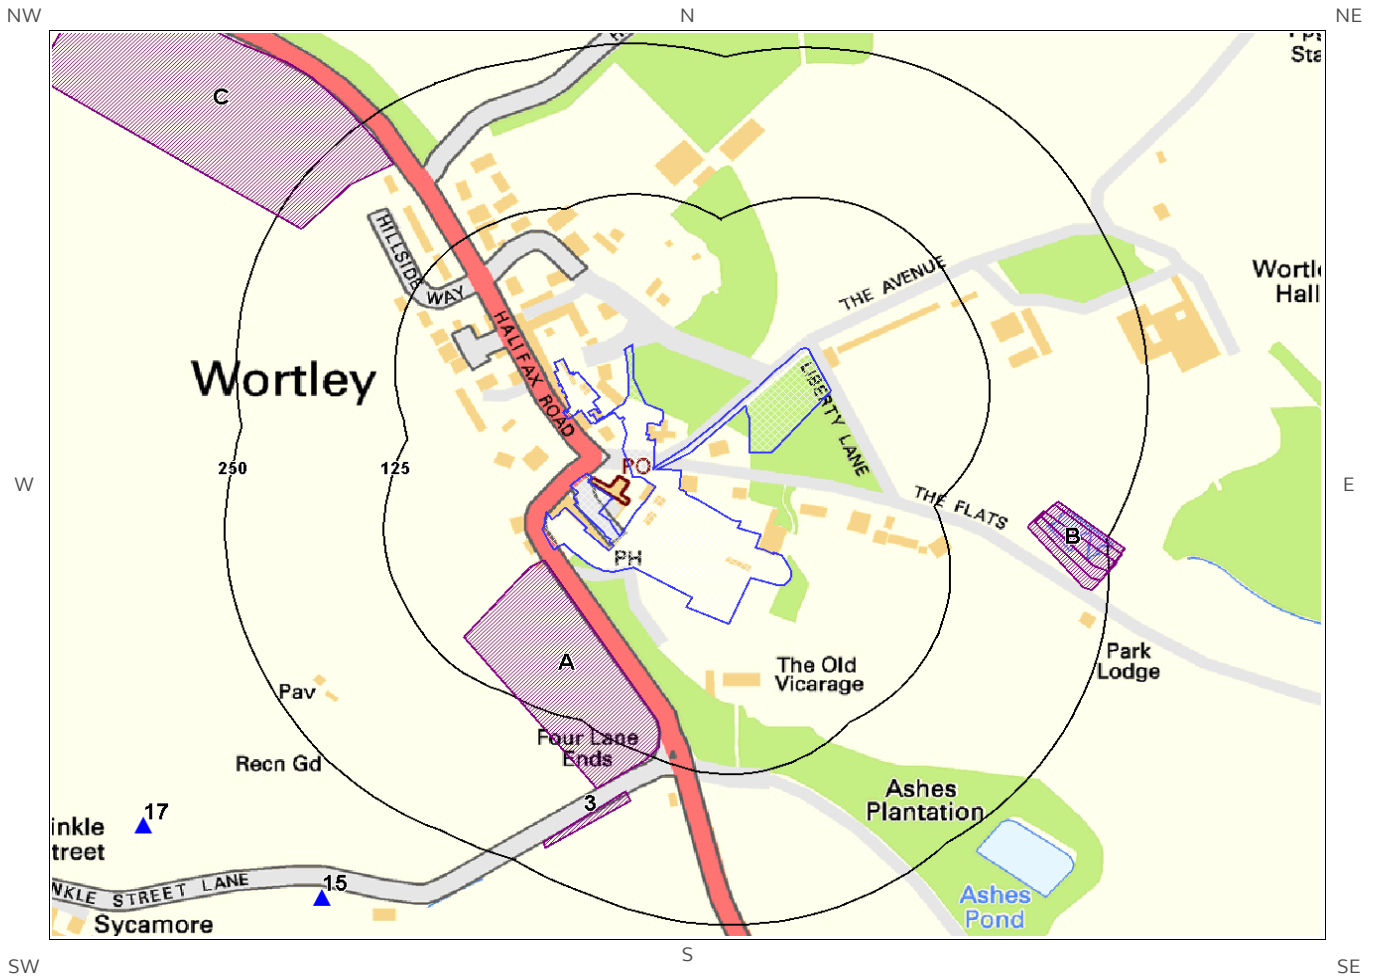 NW
N
NE
Sta
C
HILLSIDE
WAY
THE AVENUE
Wortle
Hall
HALIFAX ROAD
Wortley
LIBERTY LANE
250
125
PO
W
E
THE FLATS
B
PH
A
Park
Lodge
The Old
Vicarage
Pav
Four Lane
Ends
Recn Gd
Ashes
Plantation
3
17
inkle
treet
15
NKLE STREET LANE
Ashes
Pond
Sycamore
SW
S
SE